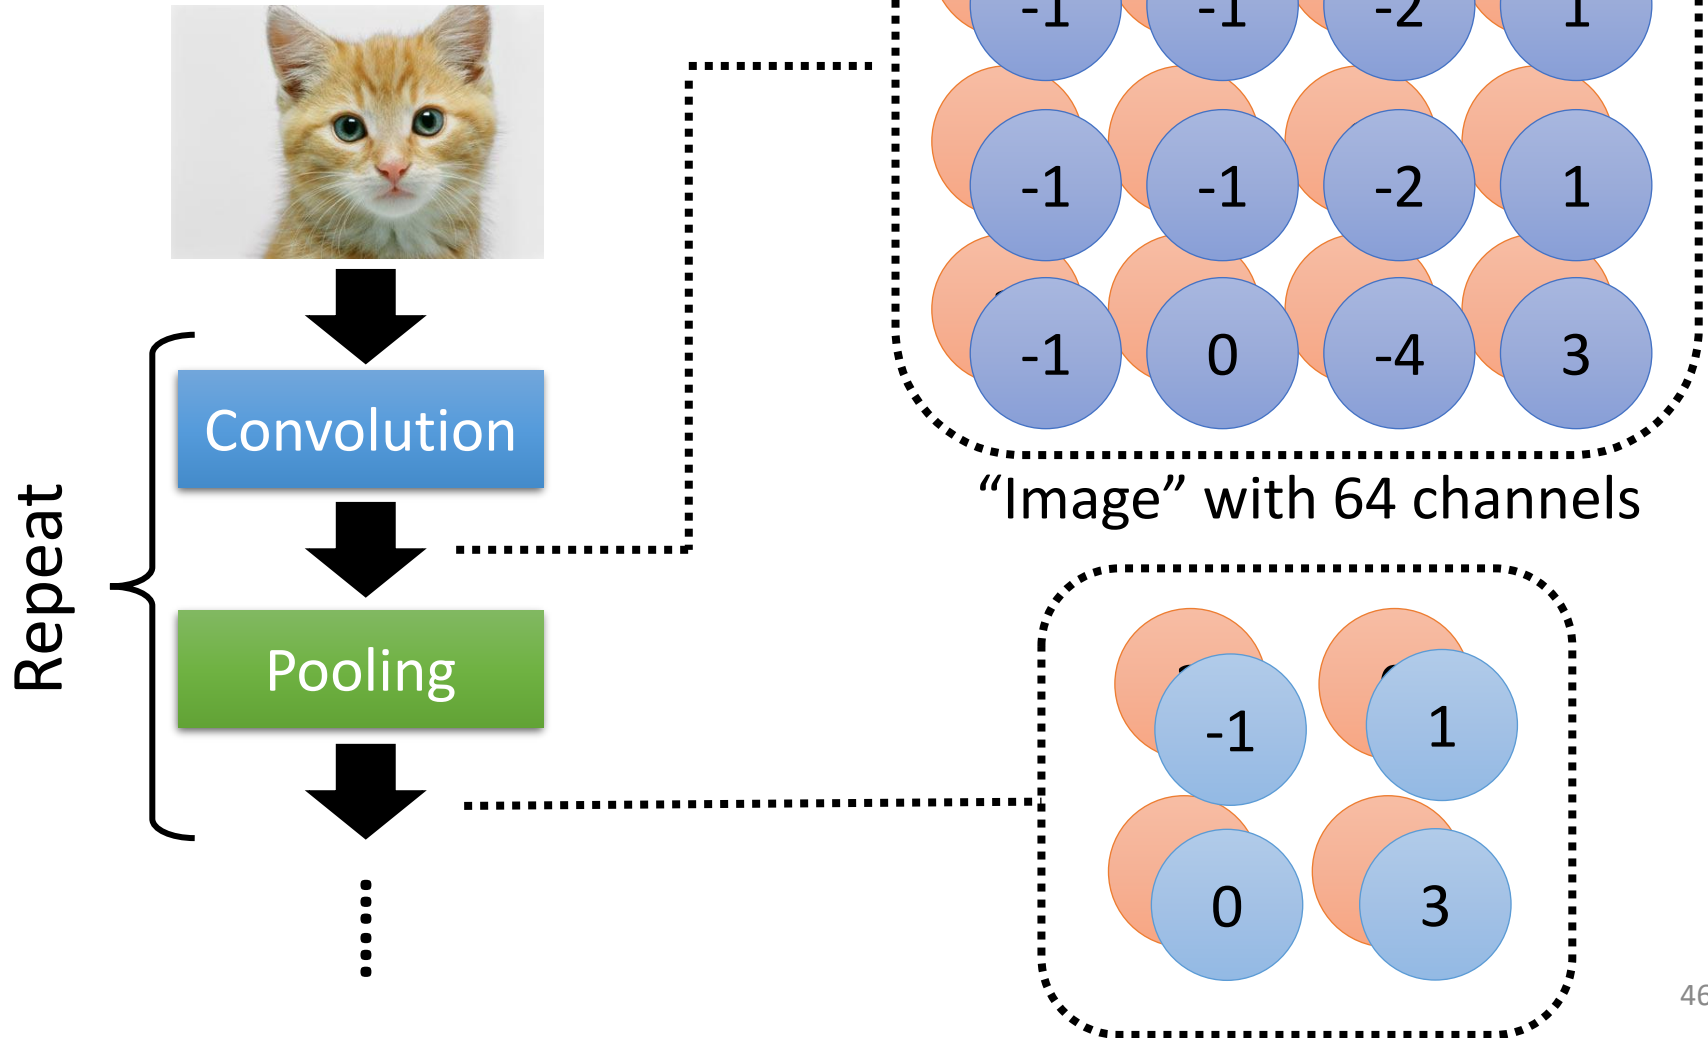 -1 -1 -2 1
-1 -1 -2 1
-1 0 -4 3
Convolution
"Image" with 64 channels
Repeat
Pooling
-1 1
0 3
46